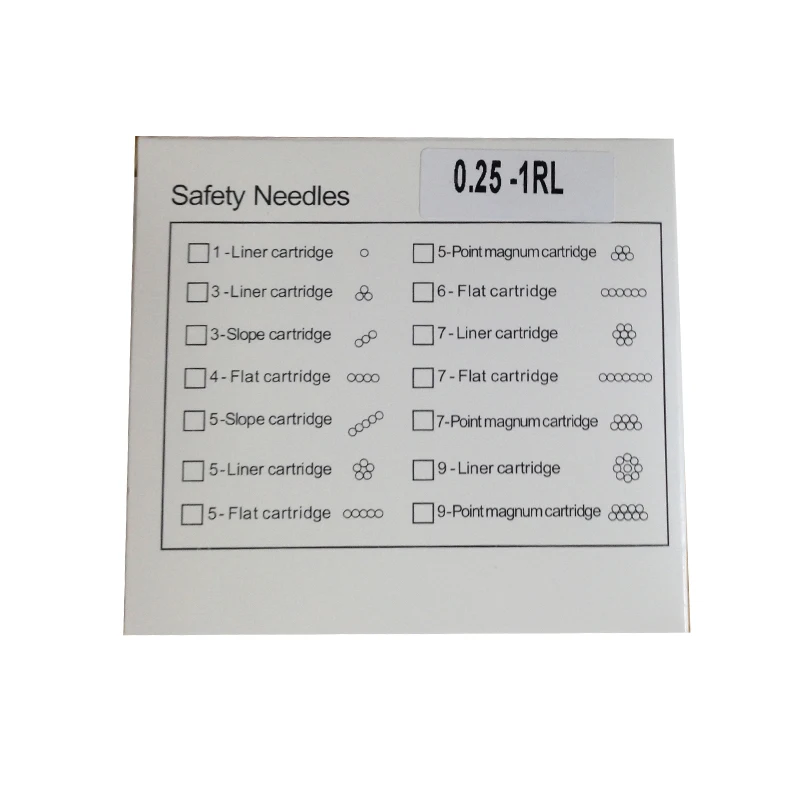 0.25 -1RL
Safety Needles
1 -Liner cartridge
3 -Liner cartridge
3-Slope cartridge
4- Flat cartridge
5-Slope cartridge
5-Liner cartridge
5- Flat cartridge
5-Point magnum cartridge
6- Flat cartridge
7- Liner cartridge
7- Flat cartridge
7-Point magnum cartridge
9- Liner cartridge
9-Point magnum cartridge